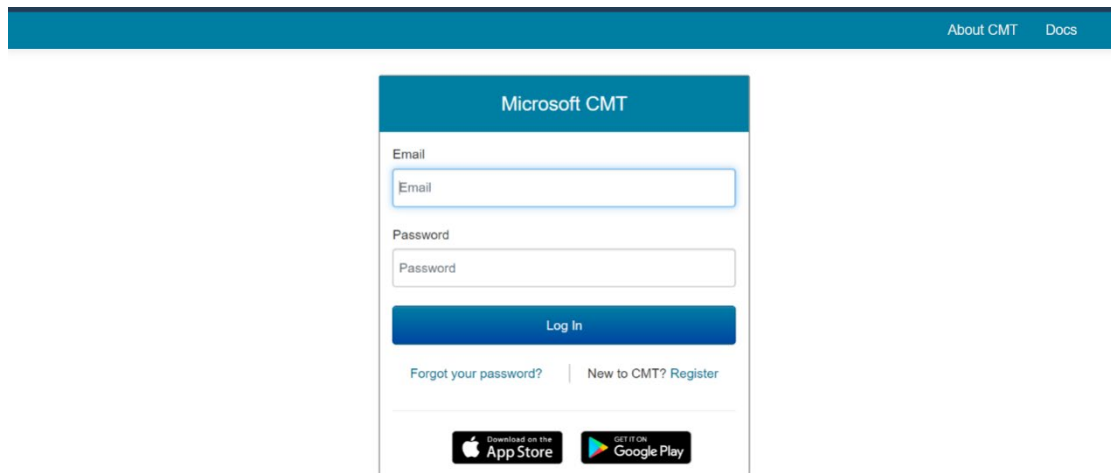 About CMT Docs
Microsoft CMT
Email
Email
Password
Password
Log In
Forgot your password? New to CMT? Register
Download on the App Store GET IT ON Google Play